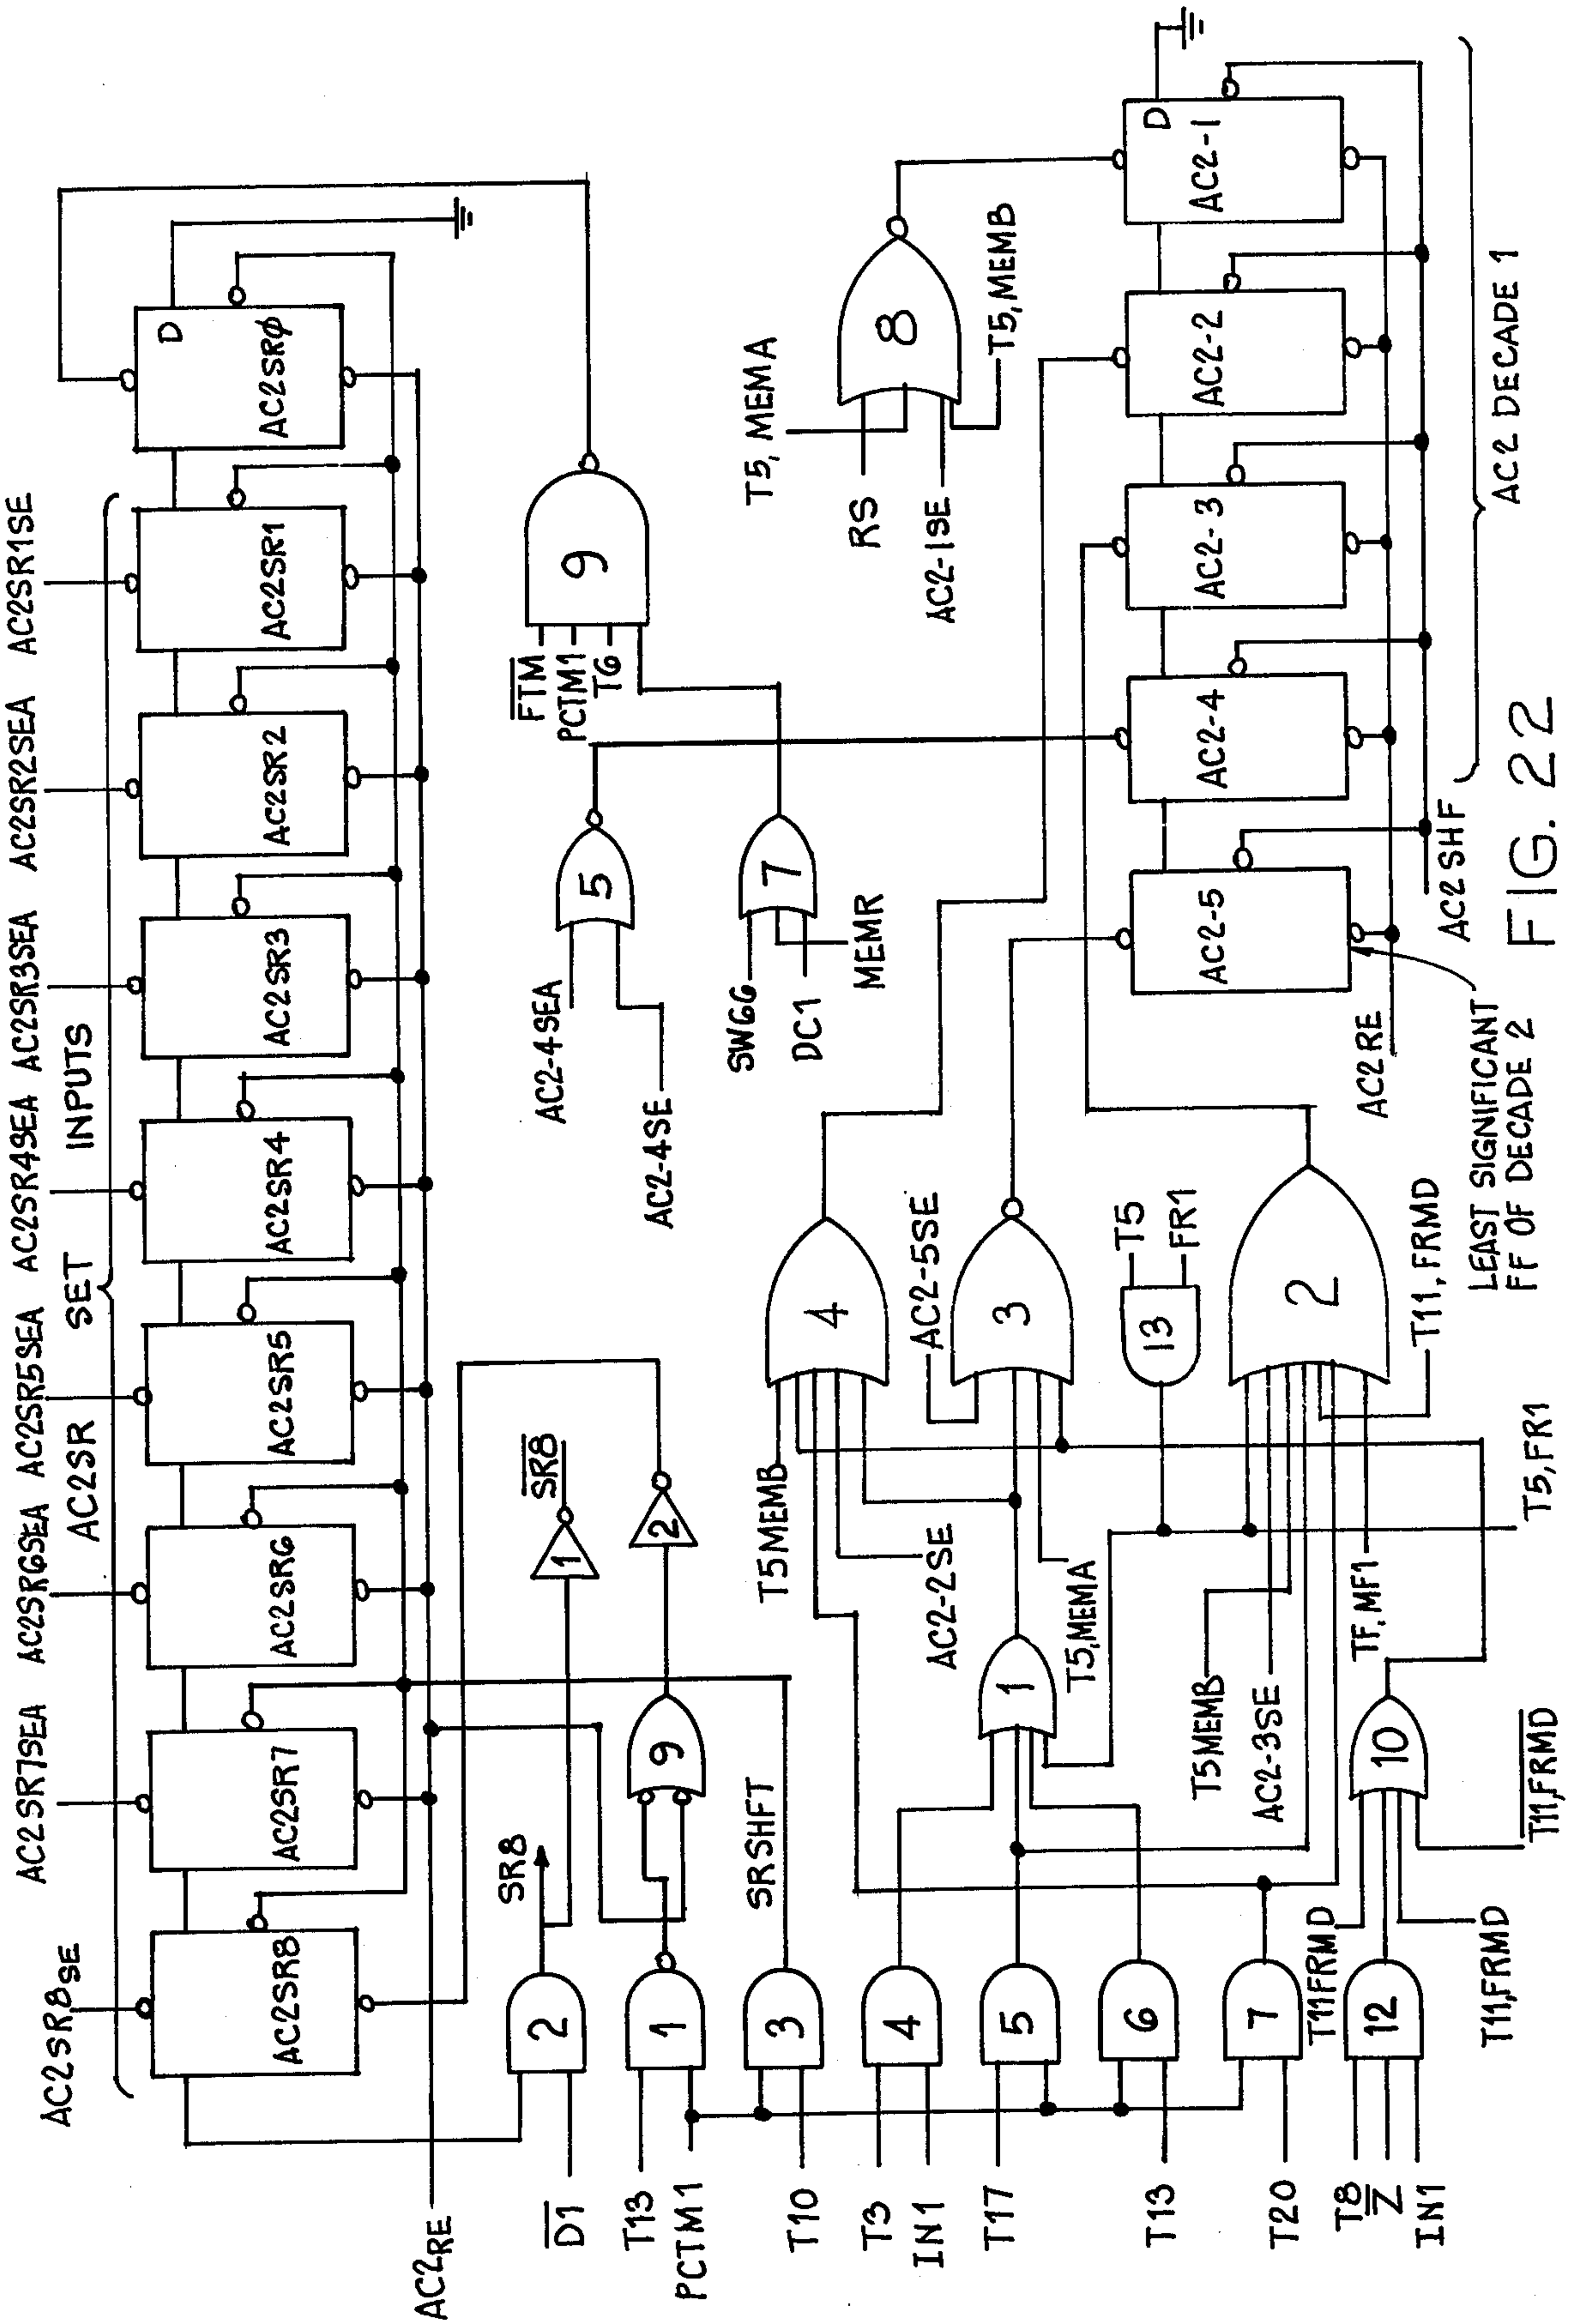 AC2SR8SE
AC2SR7SEA
AC2SR6SEA
AC2SR5SEA
AC2SR4SEA
AC2SR3SEA
AC2SR2SEA
AC2SR1SE
AC2SR SET INPUTS
AC2SR8
AC2SR7
AC2SR6
AC2SR5
AC2SR4
AC2SR3
AC2SR2
AC2SR1
AC2SRφ
D
AC2RE
D1
T13
PCTM1
T10
T3
IN1
T17
T13
T20
T8
Z
IN1
2
1
3
4
5
6
7
12
SR8
1
SR8
9
2
SRSHFT
1
10
T11FRMD
T11,FRMD
T11,FRMD
T5MEMB
AC2-2SE
4
AC2-5SE
T5,MEMA
3
13
T5
FR1
T5MEMB
AC2-3SE
TF,MF1
2
T11,FRMD
T5,FR1
AC2-4SEA
AC2-4SE
5
SW6G
DC1
MEMR
7
FTM
PCTM1
T6
9
T5, MEMA
RS
AC2-1SE
T5,MEMB
8
AC2-5
AC2-4
AC2-3
AC2-2
AC2-1
D
AC2RE
AC2SHF
LEAST SIGNIFICANT
FF OF DECADE 2
AC2 DECADE 1
FIG. 22